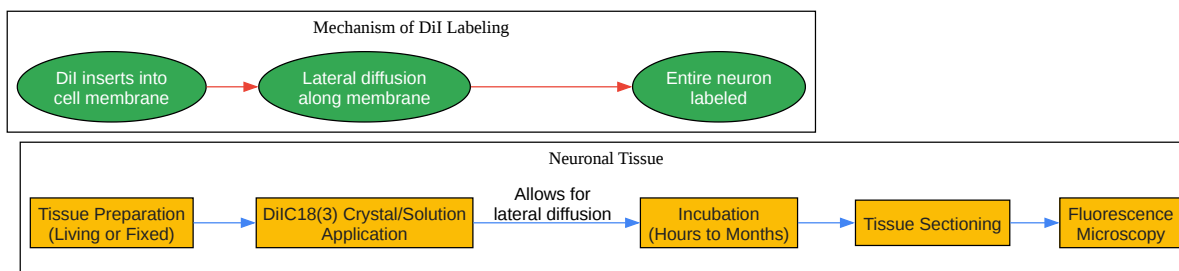 Mechanism of DiI Labeling
DiI inserts into
cell membrane
Lateral diffusion
along membrane
Entire neuron
labeled
Neuronal Tissue
Tissue Preparation
(Living or Fixed)
DiIC18(3) Crystal/Solution
Application
Allows for
lateral diffusion
Incubation
(Hours to Months)
Tissue Sectioning
Fluorescence
Microscopy